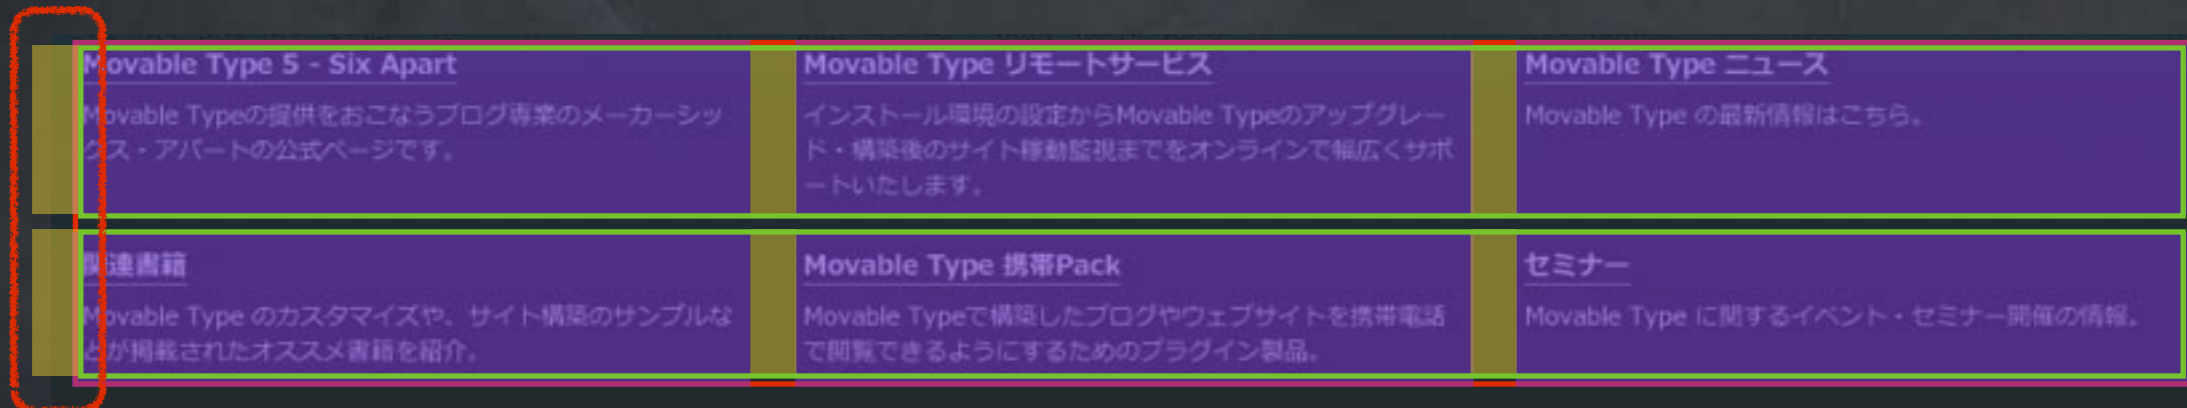 Movable Type 5 - Six Apart
Movable Typeの提供をおこなうブログ専業のメーカーシッ
クス・アパートの公式ページです。
Movable Type リモートサービス
インストール環境の設定からMovable Typeのアップグレー
ド・構築後のサイト稼動監視までをオンラインで幅広くサポ
ートいたします。
Movable Type ニュース
Movable Type の最新情報はこちら。
関連書籍
Movable Type のカスタマイズや、サイト構築のサンプルな
どが掲載されたオススメ書籍を紹介。
Movable Type 携帯Pack
Movable Typeで構築したブログやウェブサイトを携帯電話
で閲覧できるようにするためのプラグイン製品。
セミナー
Movable Type に関するイベント・セミナー開催の情報。